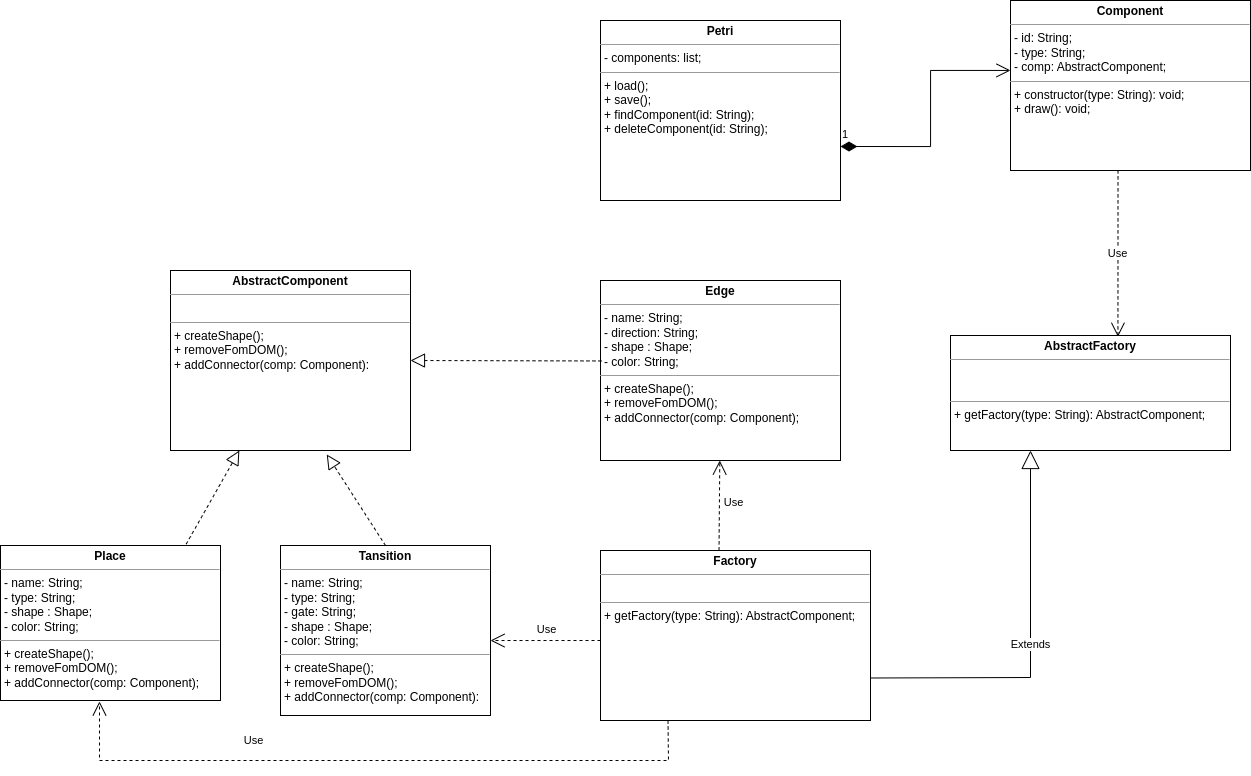 Petri
- components: list;
+ load();
+ save();
+ findComponent(id: String);
+ deleteComponent(id: String);
1
Component
- id: String;
- type: String;
- comp: AbstractComponent;
+ constructor(type: String): void;
+ draw(): void;
Use
AbstractComponent
+ createShape();
+ removeFomDOM();
+ addConnector(comp: Component):
Edge
- name: String;
- direction: String;
- shape : Shape;
- color: String;
+ createShape();
+ removeFomDOM();
+ addConnector(comp: Component);
AbstractFactory
+ getFactory(type: String): AbstractComponent;
Use
Place
- name: String;
- type: String;
- shape : Shape;
- color: String;
+ createShape();
+ removeFomDOM();
+ addConnector(comp: Component);
Tansition
- name: String;
- type: String;
- gate: String;
- shape : Shape;
- color: String;
+ createShape();
+ removeFomDOM();
+ addConnector(comp: Component):
Use
Factory
+ getFactory(type: String): AbstractComponent;
Extends
Use